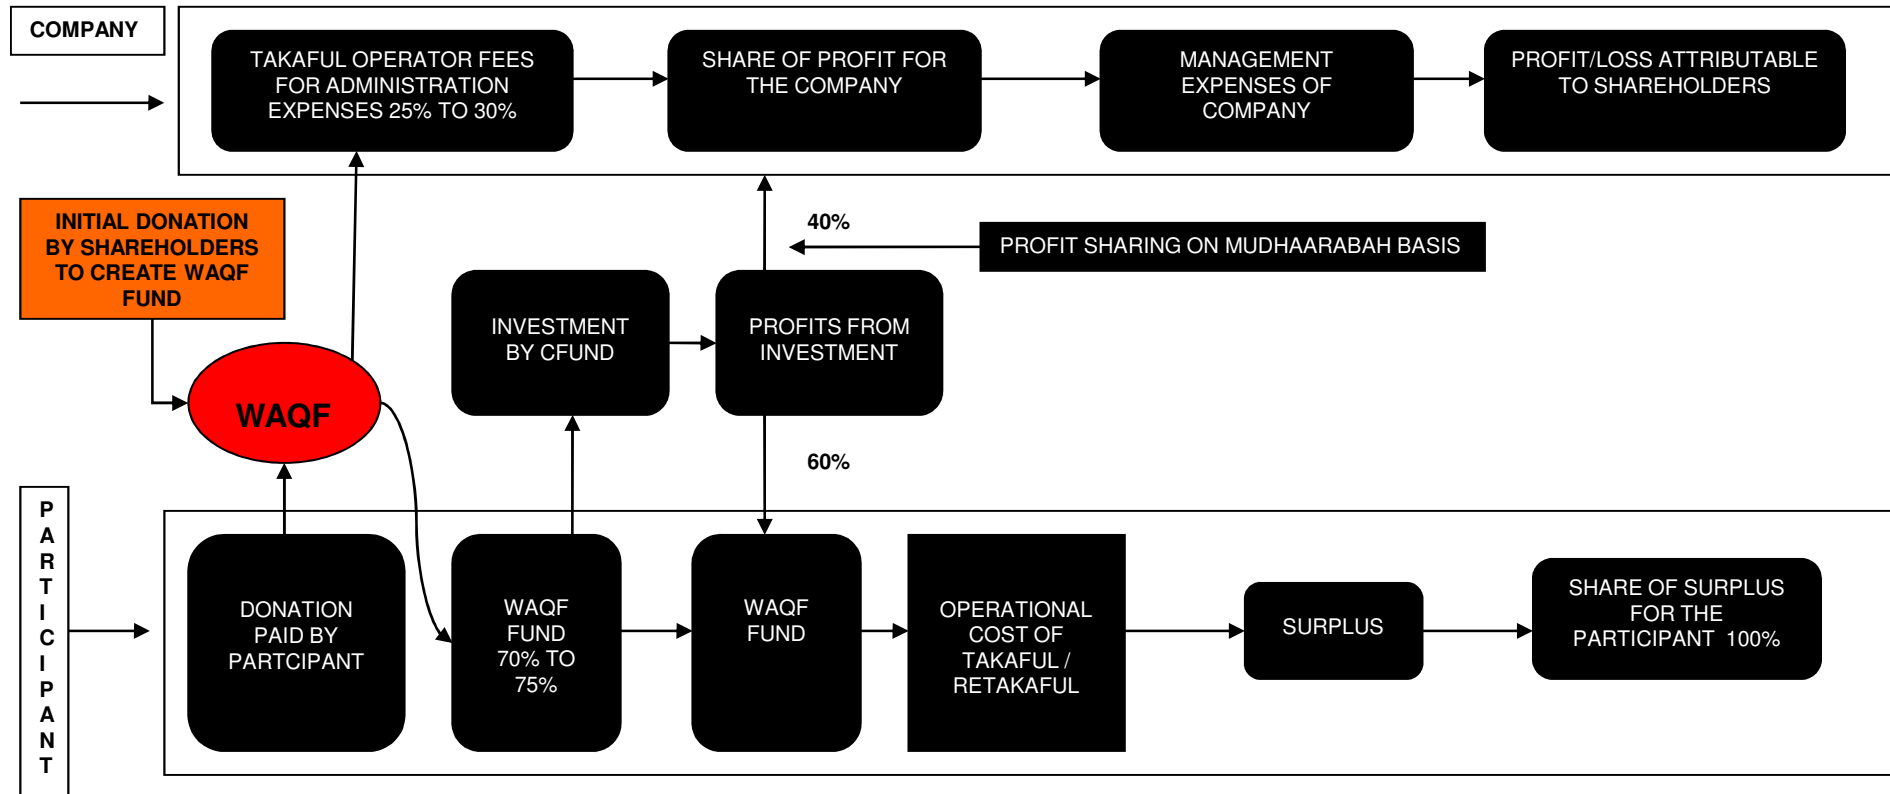 COMPANY
TAKAFUL OPERATOR FEES
FOR ADMINISTRATION
EXPENSES 25% TO 30%
SHARE OF PROFIT FOR
THE COMPANY
MANAGEMENT
EXPENSES OF
COMPANY
PROFIT/LOSS ATTRIBUTABLE
TO SHAREHOLDERS
INITIAL DONATION
BY SHAREHOLDERS
TO CREATE WAQF
FUND
40%
PROFIT SHARING ON MUDHAARABAH BASIS
INVESTMENT
BY CFUND
PROFITS FROM
INVESTMENT
WAQF
60%
P
A
R
T
I
C
I
P
A
N
T
DONATION
PAID BY
PARTCIPANT
WAQF
FUND
70% TO
75%
WAQF
FUND
OPERATIONAL
COST OF
TAKAFUL /
RETAKAFUL
SURPLUS
SHARE OF SURPLUS
FOR THE
PARTICIPANT 100%